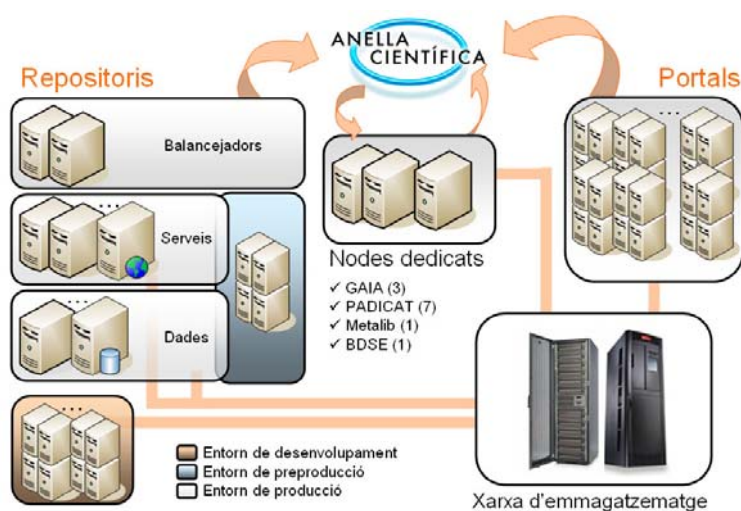 ANELLA
CIENTÍFICA
Repositoris
Portals
Balancejadors
Serveis
Dades
Nodes dedicats
✓ GAIA (3)
✓ PADICAT (7)
✓ Metalib (1)
✓ BDSE (1)
Entorn de desenvolupament
Entorn de preproducció
Entorn de producció
Xarxa d'emmagatzematge